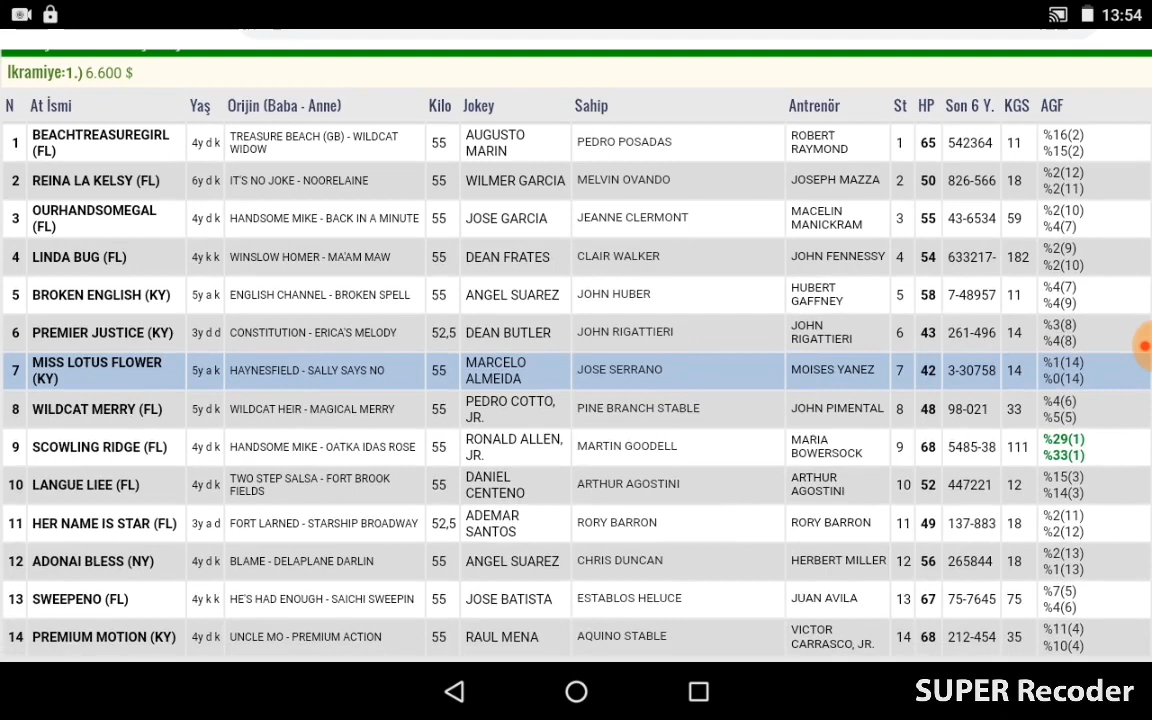 13:54
Ikramiye:1.) 6.600 $
N At İsmi Yaş Orijin (Baba - Anne) Kilo Jokey Sahip Antrenör St HP Son 6 Y. KGS AGF
1 BEACHTREASUREGIRL (FL) 4y d k TREASURE BEACH (GB) - WILDCAT WIDOW 55 AUGUSTO MARIN PEDRO POSADAS ROBERT RAYMOND 1 65 542364 11 %16(2) %15(2)
2 REINA LA KELSY (FL) 6y d k IT'S NO JOKE - NOORELAINE 55 WILMER GARCIA MELVIN OVANDO JOSEPH MAZZA 2 50 826-566 18 %2(12) %2(11)
3 OURHANDSOMEGAL (FL) 4y d k HANDSOME MIKE - BACK IN A MINUTE 55 JOSE GARCIA JEANNE CLERMONT MACELIN MANICKRAM 3 55 43-6534 59 %2(10) %4(7)
4 LINDA BUG (FL) 4y k k WINSLOW HOMER - MA'AM MAW 55 DEAN FRATES CLAIR WALKER JOHN FENNESSY 4 54 633217- 182 %2(9) %2(10)
5 BROKEN ENGLISH (KY) 5y a k ENGLISH CHANNEL - BROKEN SPELL 55 ANGEL SUAREZ JOHN HUBER HUBERT GAFFNEY 5 58 7-48957 11 %4(7) %4(9)
6 PREMIER JUSTICE (KY) 3y d d CONSTITUTION - ERICA'S MELODY 52,5 DEAN BUTLER JOHN RIGATTIERI JOHN RIGATTIERI 6 43 261-496 14 %3(8) %4(8)
7 MISS LOTUS FLOWER (KY) 5y a k HAYNESFIELD - SALLY SAYS NO 55 MARCELO ALMEIDA JOSE SERRANO MOISES YANEZ 7 42 3-30758 14 %1(14) %0(14)
8 WILDCAT MERRY (FL) 5y d k WILDCAT HEIR - MAGICAL MERRY 55 PEDRO COTTO, JR. PINE BRANCH STABLE JOHN PIMENTAL 8 48 98-021 33 %4(6) %5(5)
9 SCOWLING RIDGE (FL) 4y d k HANDSOME MIKE - OATKA IDAS ROSE 55 RONALD ALLEN, JR. MARTIN GOODELL MARIA BOWERSOCK 9 68 5485-38 111 %29(1) %33(1)
10 LANGUE LIEE (FL) 4y d k TWO STEP SALSA - FORT BROOK FIELDS 55 DANIEL CENTENO ARTHUR AGOSTINI ARTHUR AGOSTINI 10 52 447221 12 %15(3) %14(3)
11 HER NAME IS STAR (FL) 3y a d FORT LARNED - STARSHIP BROADWAY 52,5 ADEMAR SANTOS RORY BARRON RORY BARRON 11 49 137-883 18 %2(11) %2(12)
12 ADONAI BLESS (NY) 4y d k BLAME - DELAPLANE DARLIN 55 ANGEL SUAREZ CHRIS DUNCAN HERBERT MILLER 12 56 265844 18 %2(13) %1(13)
13 SWEEPENO (FL) 4y k k HE'S HAD ENOUGH - SAICHI SWEEPIN 55 JOSE BATISTA ESTABLOS HELUCE JUAN AVILA 13 67 75-7645 75 %7(5) %4(6)
14 PREMIUM MOTION (KY) 4y d k UNCLE MO - PREMIUM ACTION 55 RAUL MENA AQUINO STABLE VICTOR CARRASCO, JR. 14 68 212-454 35 %11(4) %10(4)
SUPER Recoder